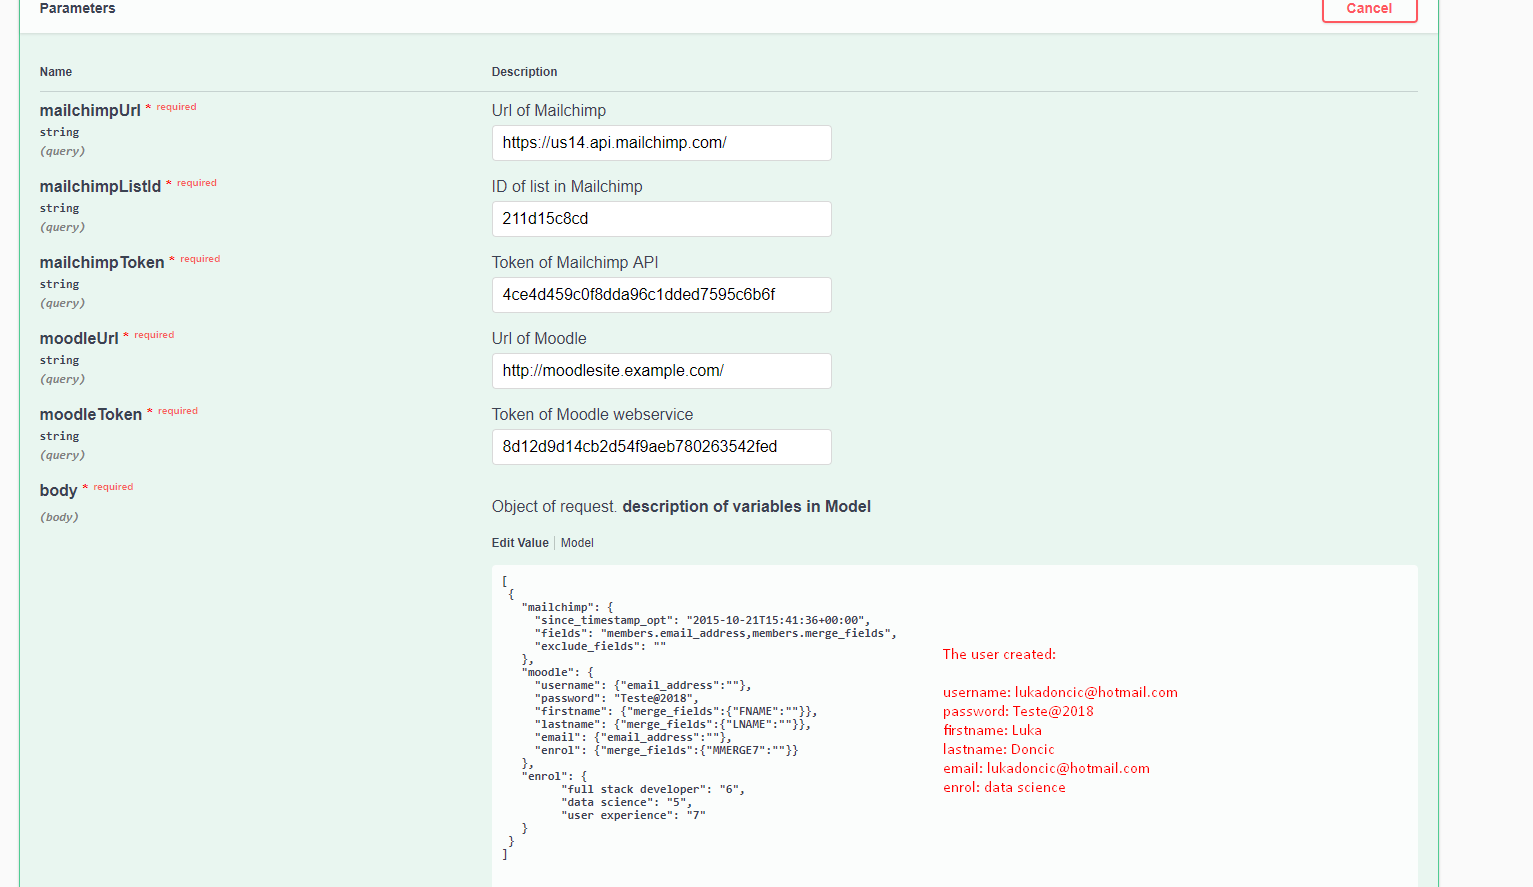 Parameters
Cancel
Name
Description
mailchimpUrl * required
string
(query)
Url of Mailchimp
https://us14.api.mailchimp.com/
mailchimpListId * required
string
(query)
ID of list in Mailchimp
211d15c8cd
mailchimpToken * required
string
(query)
Token of Mailchimp API
4ce4d459c0f8dda96c1dded7595c6b6f
moodleUrl * required
string
(query)
Url of Moodle
http://moodlesite.example.com/
moodleToken * required
string
(query)
Token of Moodle webservice
8d12d9d14cb2d54f9aeb780263542fed
body * required
(body)
Object of request. description of variables in Model
Edit Value | Model
[
{
"mailchimp": {
"since_timestamp_opt": "2015-10-21T15:41:36+00:00",
"fields": "members.email_address,members.merge_fields",
"exclude_fields": ""
},
"moodle": {
"username": {"email_address":""},
"password": "Teste@2018",
"firstname": {"merge_fields":{"FNAME":""}},
"lastname": {"merge_fields":{"LNAME":""}},
"email": {"email_address":""},
"enrol": {"merge_fields":{"MMERGE7":""}}
},
"enrol": {
"full stack developer": "6",
"data science": "5",
"user experience": "7"
}
}
]
The user created:
username: lukadoncic@hotmail.com
password: Teste@2018
firstname: Luka
lastname: Doncic
email: lukadoncic@hotmail.com
enrol: data science